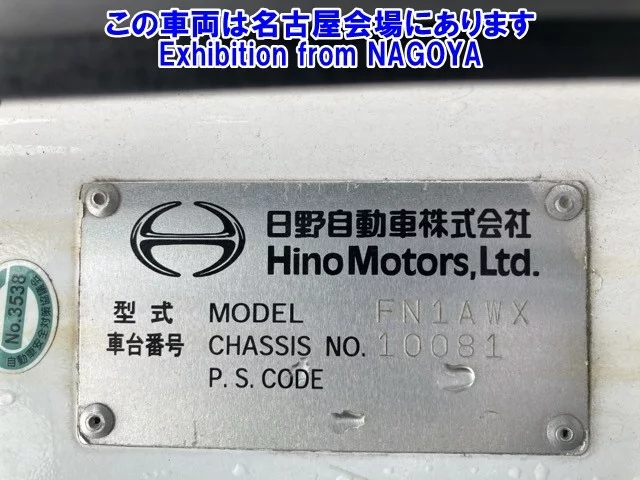 この車両は名古屋会場にあります
Exhibition from NAGOYA
日野自動車株式会社
Hino Motors, Ltd.
型式 MODEL FN1AWX
車台番号 CHASSIS NO. 10081
P. S. CODE
No.3538